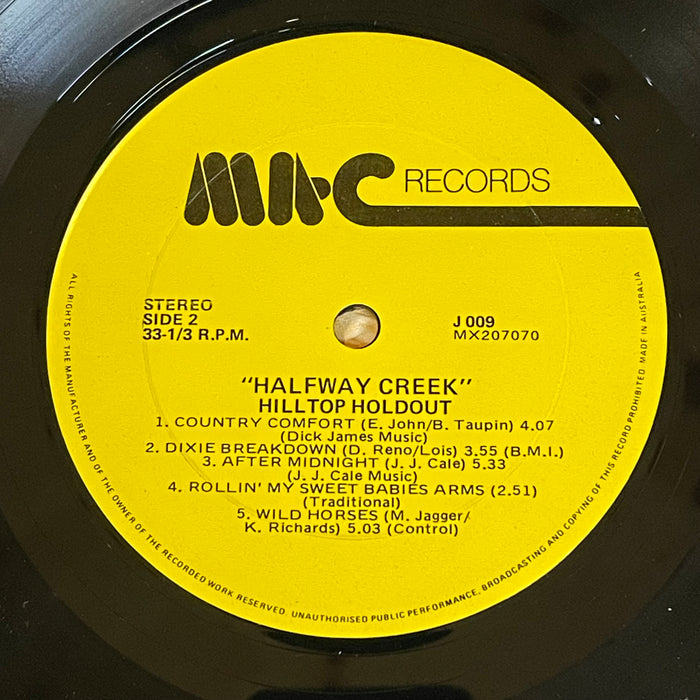 MAC RECORDS
STEREO
SIDE 2
33-1/3 R.P.M.
J 009
MX207070
"HALFWAY CREEK"
HILLTOP HOLDOUT
1. COUNTRY COMFORT (E. John/B. Taupin) 4.07
(Dick James Music)
2. DIXIE BREAKDOWN (D. Reno/Lois) 3.55 (B.M.I.)
3. AFTER MIDNIGHT (J. J. Cale) 5.33
(J. J. Cale Music)
4. ROLLIN' MY SWEET BABIES ARMS (2.51)
(Traditional)
5. WILD HORSES (M. Jagger/
K. Richards) 5.03 (Control)
ALL RIGHTS OF THE MANUFACTURER AND OF THE OWNER OF THE RECORDED WORK RESERVED. UNAUTHORISED PUBLIC PERFORMANCE, BROADCASTING AND COPYING OF THIS RECORD PROHIBITED. MADE IN AUSTRALIA